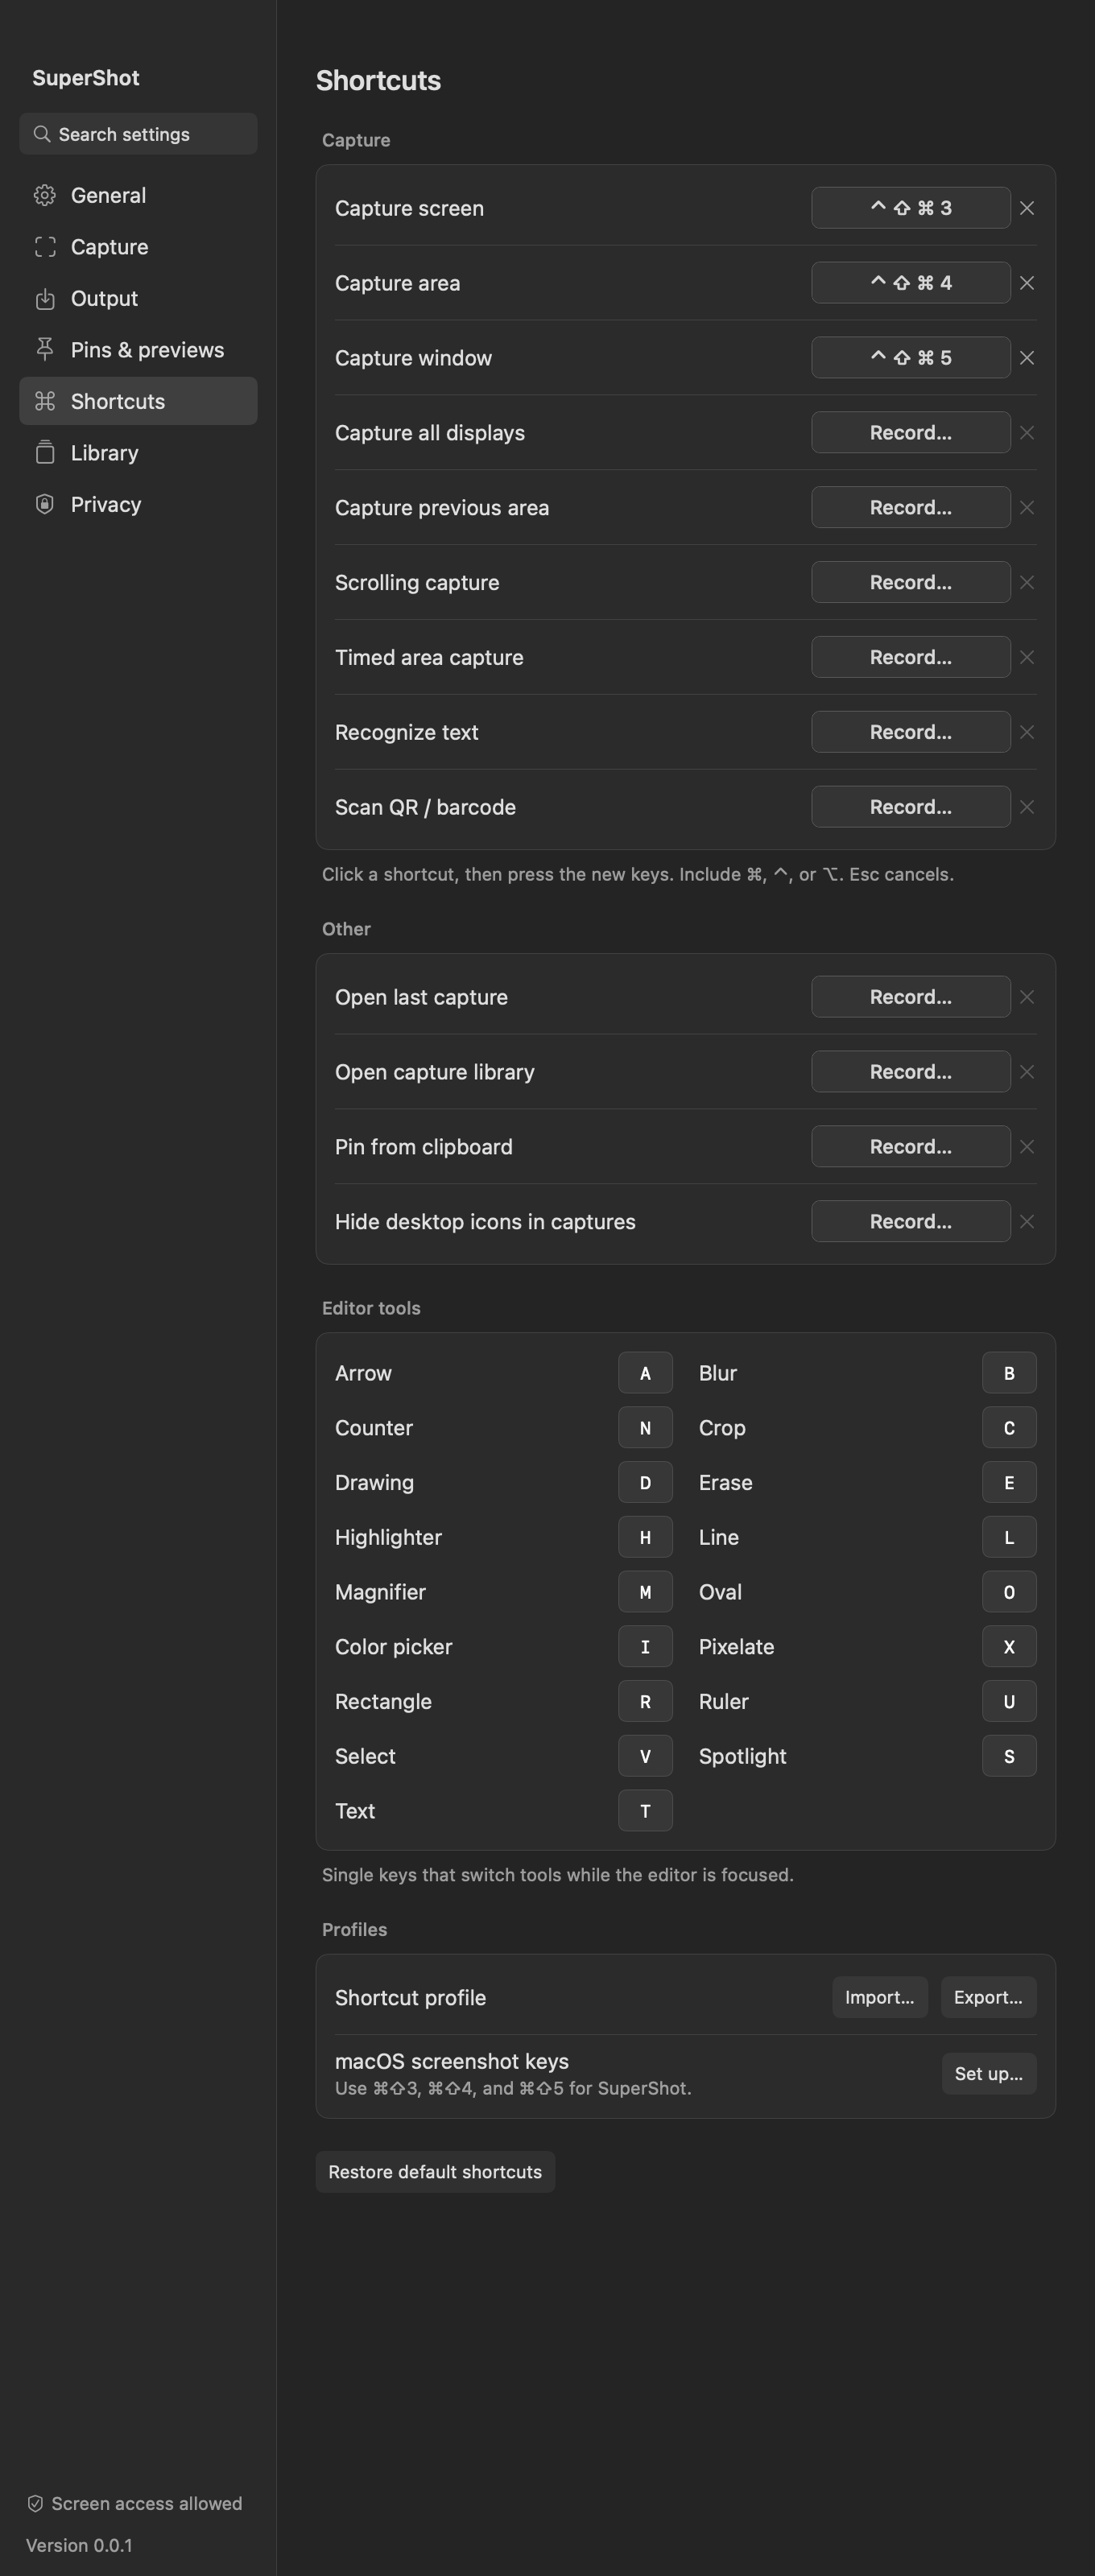 SuperShot
Search settings
General
Capture
Output
Pins & previews
Shortcuts
Library
Privacy
Screen access allowed
Version 0.0.1
Shortcuts
Capture
Capture screen ⌃ ⇧ ⌘ 3
Capture area ⌃ ⇧ ⌘ 4
Capture window ⌃ ⇧ ⌘ 5
Capture all displays Record...
Capture previous area Record...
Scrolling capture Record...
Timed area capture Record...
Recognize text Record...
Scan QR / barcode Record...
Click a shortcut, then press the new keys. Include ⌘, ⌃, or ⌥. Esc cancels.
Other
Open last capture Record...
Open capture library Record...
Pin from clipboard Record...
Hide desktop icons in captures Record...
Editor tools
Arrow A Blur B
Counter N Crop C
Drawing D Erase E
Highlighter H Line L
Magnifier M Oval O
Color picker I Pixelate X
Rectangle R Ruler U
Select V Spotlight S
Text T
Single keys that switch tools while the editor is focused.
Profiles
Shortcut profile Import... Export...
macOS screenshot keys Set up...
Use ⌘⇧3, ⌘⇧4, and ⌘⇧5 for SuperShot.
Restore default shortcuts